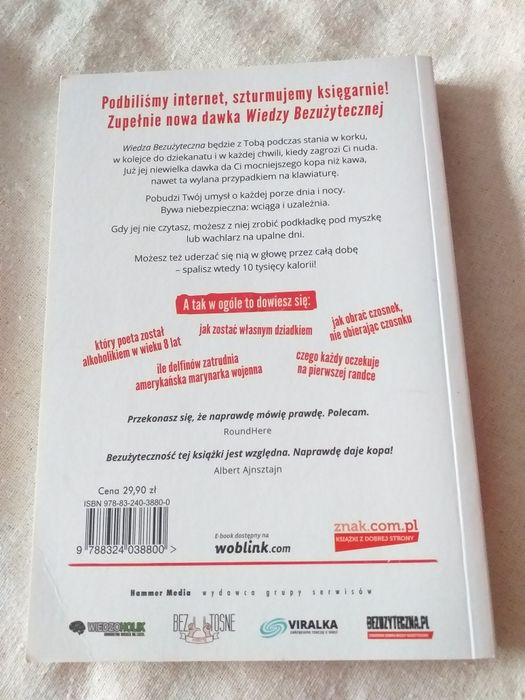 Podbiliśmy internet, szturmujemy księgarnie!
Zupełnie nowa dawka Wiedzy Bezużytecznej
Wiedza Bezużyteczna będzie z Tobą podczas stania w korku,
w kolejce do dziekanatu i w każdej chwili, kiedy zagrozi Ci nuda.
Już jej niewielka dawka da Ci mocniejszego kopa niż kawa,
nawet ta wylana przypadkiem na klawiaturę.
Pobudzi Twój umysł o każdej porze dnia i nocy.
Bywa niebezpieczna: wciąga i uzależnia.
Gdy jej nie czytasz, możesz z niej zrobić podkładkę pod myszkę
lub wachlarz na upalne dni.
Możesz też uderzać się nią w głowę przez całą dobę
– spalisz wtedy 10 tysięcy kalorii!
A tak w ogóle to dowiesz się:
który poeta został
alkoholikiem w wieku 8 lat
jak zostać własnym dziadkiem
jak obrać czosnek,
nie obierając czosnku
ile delfinów zatrudnia
amerykańska marynarka wojenna
czego każdy oczekuje
na pierwszej randce
Przekonasz się, że naprawdę mówię prawdę. Polecam.
RoundHere
Bezużyteczność tej książki jest względna. Naprawdę daje kopa!
Albert Ajnsztajn
Cena 29,90 zł
ISBN 978-83-240-3880-0
9 788324 038800 >
E-book dostępny na
woblink.com
znak.com.pl
KSIĄŻKI Z DOBREJ STRONY
Hammer Media wydawca grupy serwisów
WIEDZOHOLIK
BEZ TOSNE
VIRALKA
BEZUŻYTECZNA.PL